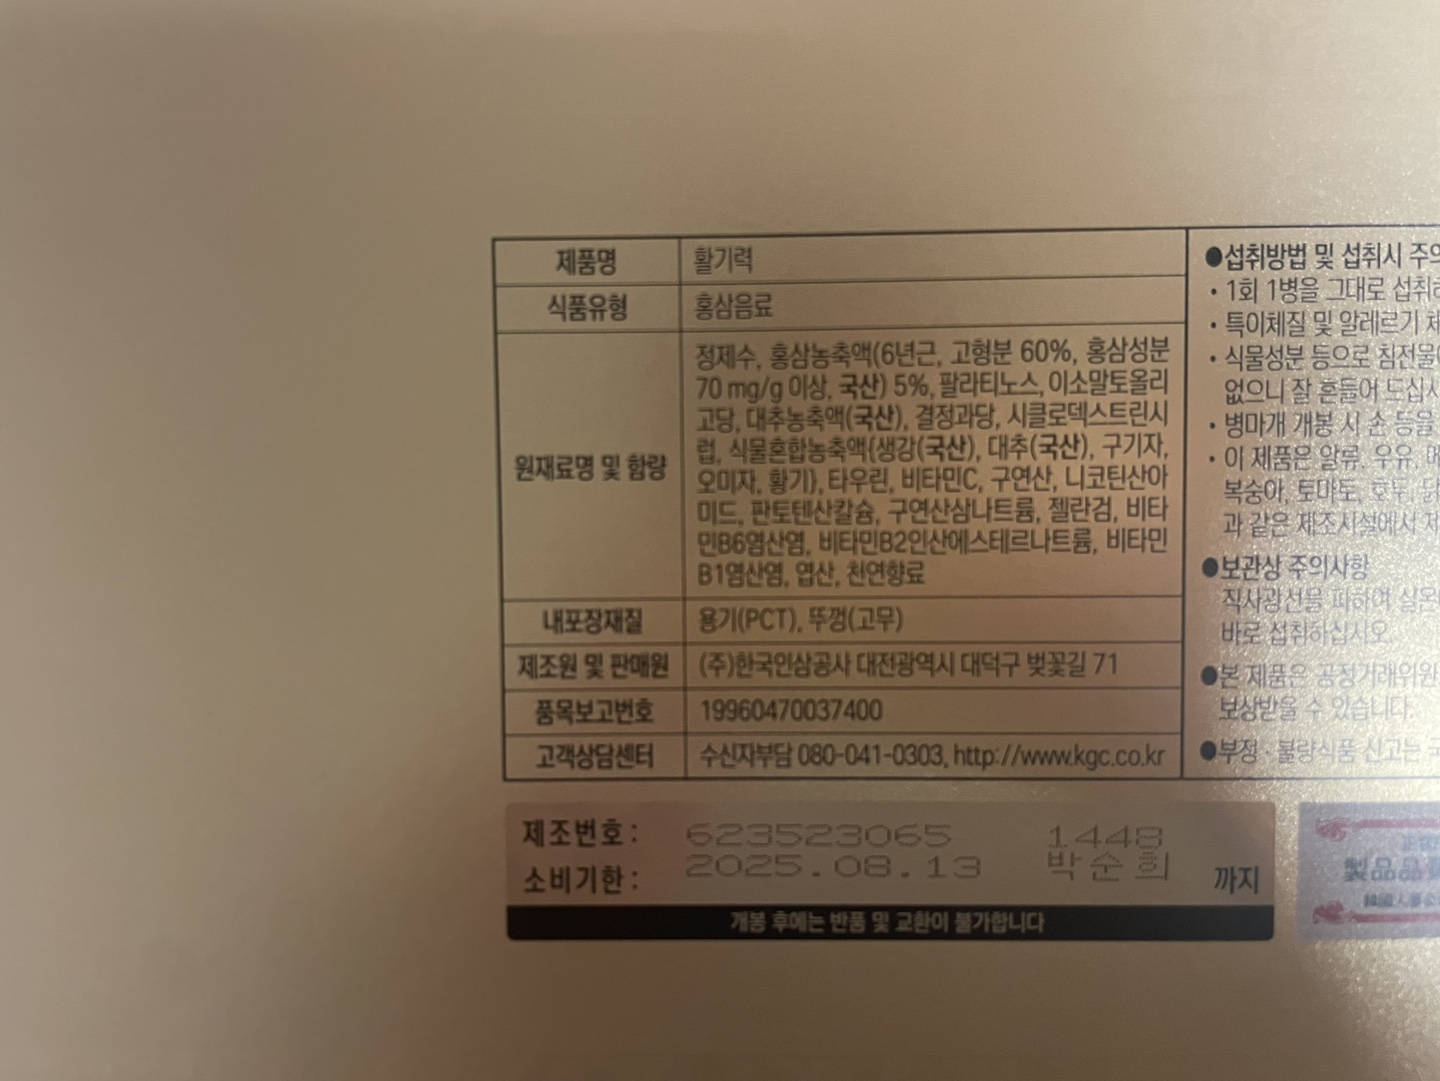 제품명 활기력
식품유형 홍삼음료
원재료명 및 함량
정제수, 홍삼농축액(6년근, 고형분 60%, 홍삼성분
70 mg/g 이상, 국산) 5%, 팔라티노스, 이소말토올리
고당, 대추농축액(국산), 결정과당, 시클로덱스트린시
럽, 식물혼합농축액{생강(국산), 대추(국산), 구기자,
오미자, 황기}, 타우린, 비타민C, 구연산, 니코틴산아
미드, 판토텐산칼슘, 구연산삼나트륨, 젤란검, 비타
민B6염산염, 비타민B2인산에스테르나트륨, 비타민
B1염산염, 엽산, 천연향료
내포장재질 용기(PCT), 뚜껑(고무)
제조원 및 판매원 (주)한국인삼공사 대전광역시 대덕구 벚꽃길 71
품목보고번호 19960470037400
고객상담센터 수신자부담 080-041-0303, http://www.kgc.co.kr
●섭취방법 및 섭취시 주의
• 1회 1병을 그대로 섭취하
• 특이체질 및 알레르기 체
• 식물성분 등으로 침전물이
없으니 잘 흔들어 드십시
• 병마개 개봉 시 손 등을
• 이 제품은 알류, 우유, 메
복숭아, 토마토, 호두, 닭
과 같은 제조시설에서 제
●보관상 주의사항
직사광선을 피하여 실온
바로 섭취하십시오.
●본 제품은 공정거래위원
보상받을 수 있습니다.
●부정·불량식품 신고는 국
제조번호: 623523065 1448
소비기한: 2025.08.13 박순희 까지
개봉 후에는 반품 및 교환이 불가합니다